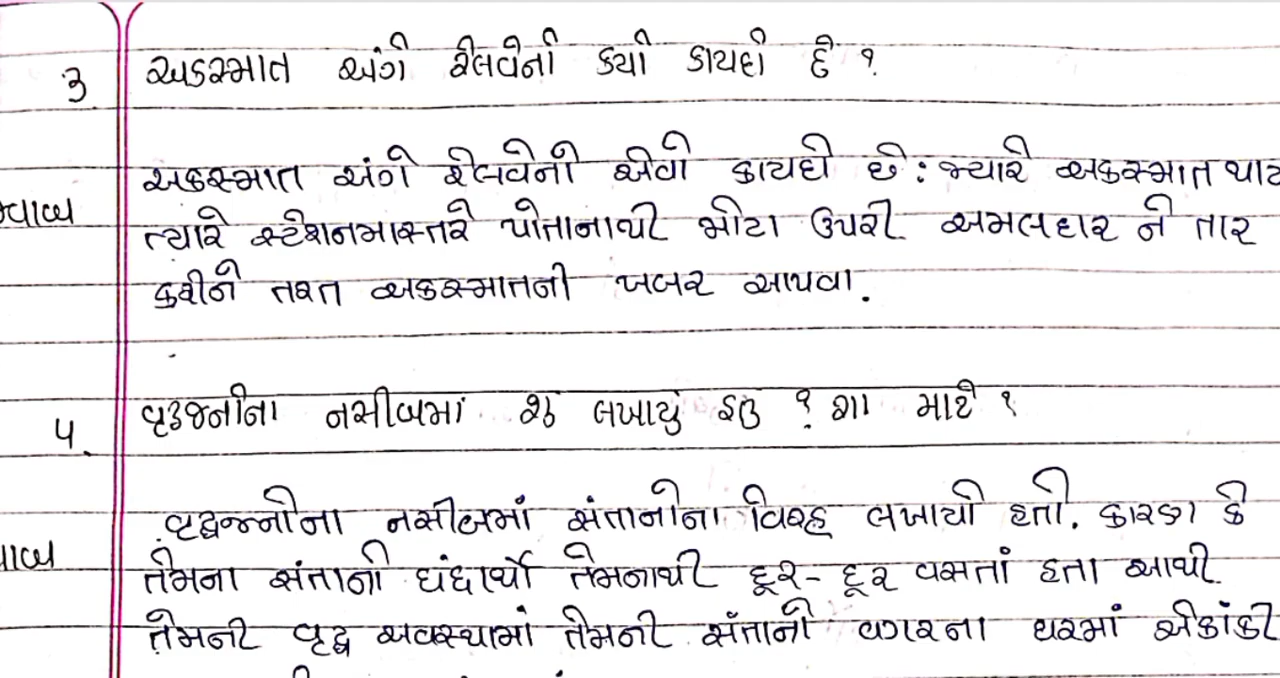 3 અકસ્માત અંગે રેલવેનો કયો કાયદો છે ?
અકસ્માત અંગે રેલવેનો એવો કાયદો છે : જ્યારે અકસ્માત થાય
જવાબ ત્યારે સ્ટેશનમાસ્તરે પોતાનાથી મોટા ઉપરી અમલદાર ને તાર
કરીને તરત અકસ્માતની ખબર આપવા.
૫. વૃદ્ધજનોના નસીબમાં શું લખાયુ હતુ ? શા માટે ?
વૃદ્ધજનોના નસીબમાં સંતાનોના વિરહ લખાયો હતો. કારણ કે
તેમના સંતાનો ધંધાર્થે તેમનાથી દૂર - દૂર વસતાં હતા આથી
તેમની વૃદ્ધ અવસ્થામાં તેમની સંતાનો વગરના ઘરમાં એકાંકી